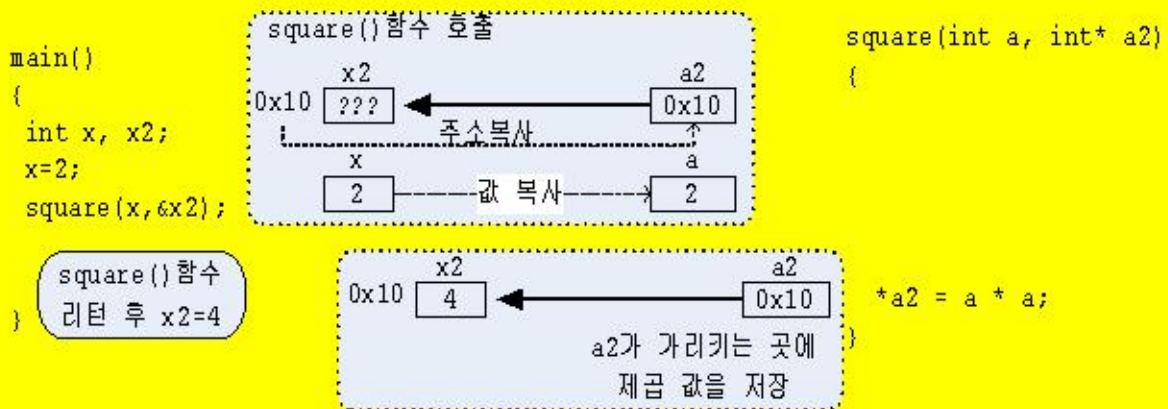 main()
{
int x, x2;
x=2;
square(x,&x2);
square()함수
리턴 후 x2=4
}
square()함수 호출
x2
a2
0x10
???
0x10
주소복사
x
a
2
값 복사
2
x2
a2
0x10
4
0x10
a2가 가리키는 곳에
제곱 값을 저장
square(int a, int* a2)
{
*a2 = a * a;
}